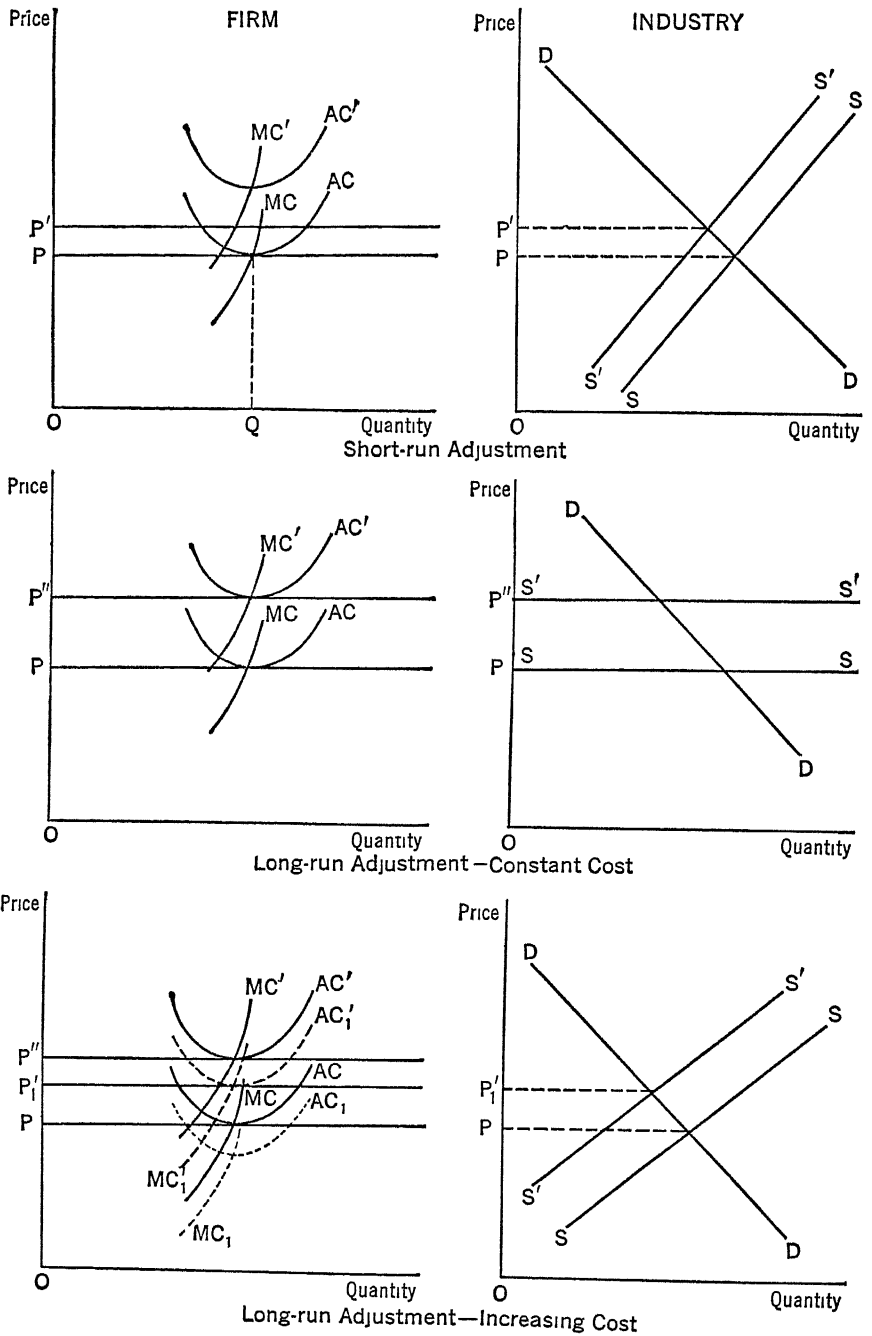 FIRM
INDUSTRY
Price
Price
AC'
MC'
AC
MC
P'
P
O
Q
Quantity
D
S'
S
P'
P
S'
S
D
O
Quantity
Short-run Adjustment
Price
Price
MC'
AC'
P"
MC
AC
P
O
Quantity
D
P"
S'
S'
P
S
S
D
O
Quantity
Long-run Adjustment—Constant Cost
Price
Price
MC'
AC'
AC₁'
P"
P₁'
AC
MC
AC₁
P
MC₁'
MC₁
O
Quantity
D
S'
S
P₁'
P
S'
S
D
O
Quantity
Long-run Adjustment—Increasing Cost